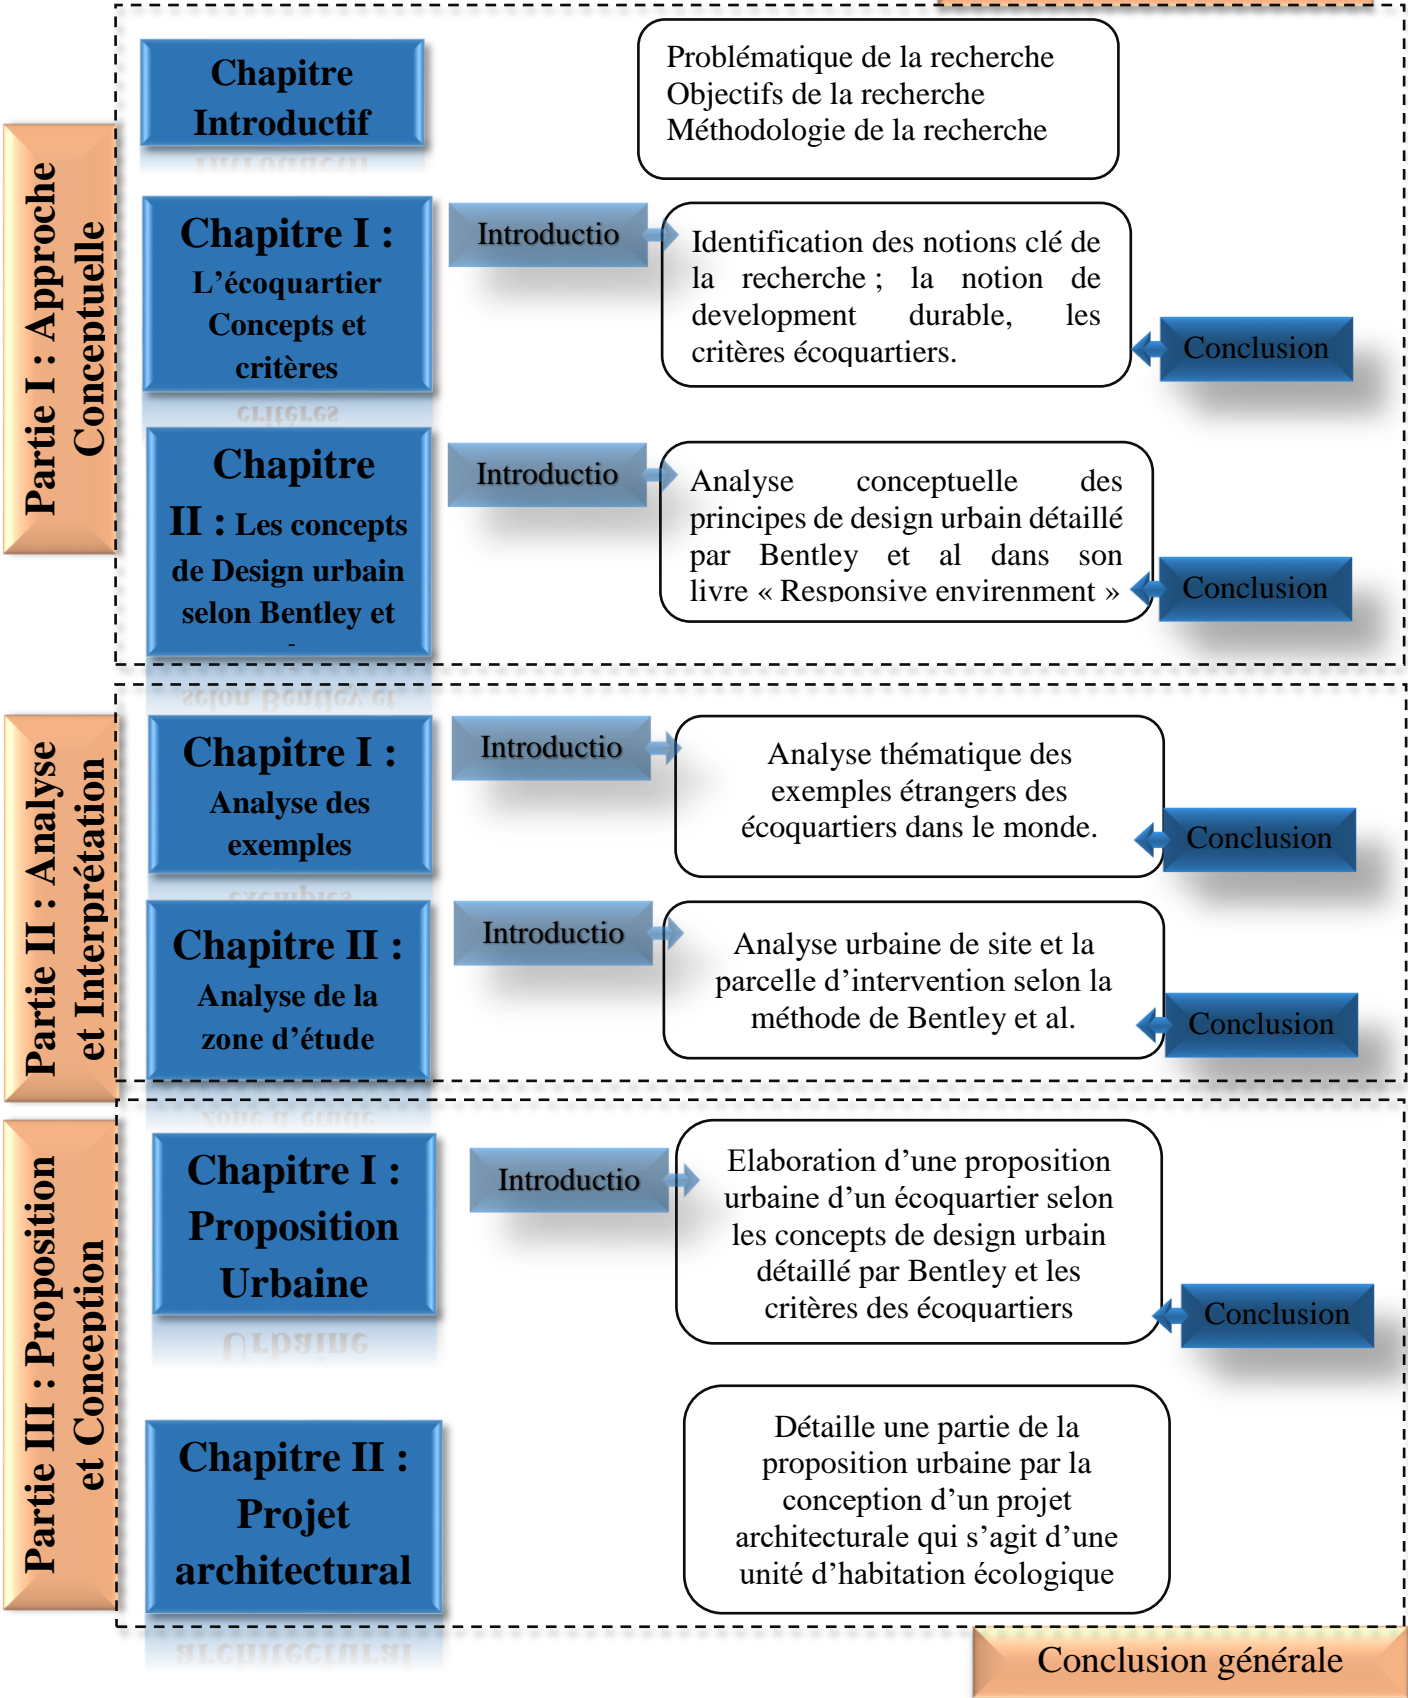 Partie I : Approche
Conceptuelle
Chapitre
Introductif
Problématique de la recherche
Objectifs de la recherche
Méthodologie de la recherche
Chapitre I :
L’écoquartier
Concepts et
critères
Introductio
Identification des notions clé de
la recherche ; la notion de
development durable, les
critères écoquartiers.
Conclusion
Chapitre
II : Les concepts
de Design urbain
selon Bentley et
Introductio
Analyse conceptuelle des
principes de design urbain détaillé
par Bentley et al dans son
livre « Responsive envirenment »
Conclusion
Partie II : Analyse
et Interprétation
Chapitre I :
Analyse des
exemples
Introductio
Analyse thématique des
exemples étrangers des
écoquartiers dans le monde.
Conclusion
Chapitre II :
Analyse de la
zone d’étude
Introductio
Analyse urbaine de site et la
parcelle d’intervention selon la
méthode de Bentley et al.
Conclusion
Partie III : Proposition
et Conception
Chapitre I :
Proposition
Urbaine
Introductio
Elaboration d’une proposition
urbaine d’un écoquartier selon
les concepts de design urbain
détaillé par Bentley et les
critères des écoquartiers
Conclusion
Chapitre II :
Projet
architectural
Détaille une partie de la
proposition urbaine par la
conception d’un projet
architecturale qui s’agit d’une
unité d’habitation écologique
Conclusion générale